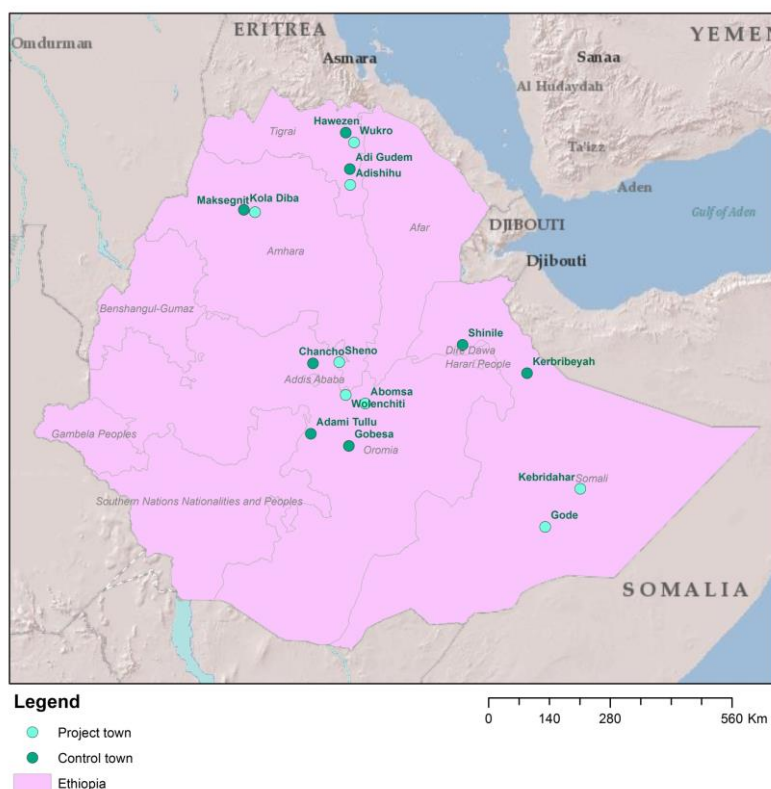 ERITREA
YEMEN
Omdurman
Asmara
Sanaa
Al Hudaydah
Hawezen
Tigrai
Wukro
Ta'izz
Adi Gudem
Adishihu
Aden
Maksegnit
Kola Diba
Gulf of Aden
Afar
DJIBOUTI
Amhara
Djibouti
Benshangul-Gumaz
Shinile
Chancho
Sheno
Dire Dawa
Kerbribeyah
Harari People
Addis Ababa
Abomsa
Wolenchiti
Adami Tullu
Gambela Peoples
Gobesa
Oromia
Kebridahar
Somali
Southern Nations Nationalities and Peoples
Gode
SOMALIA
Legend
Project town
Control town
Ethiopia
0 140 280 560 Km